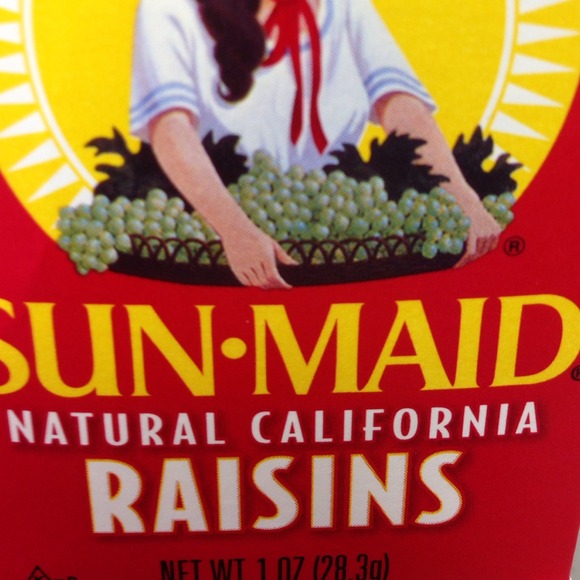 ®
SUN•MAID®
NATURAL CALIFORNIA
RAISINS
NET WT. 1 OZ (28.3g)